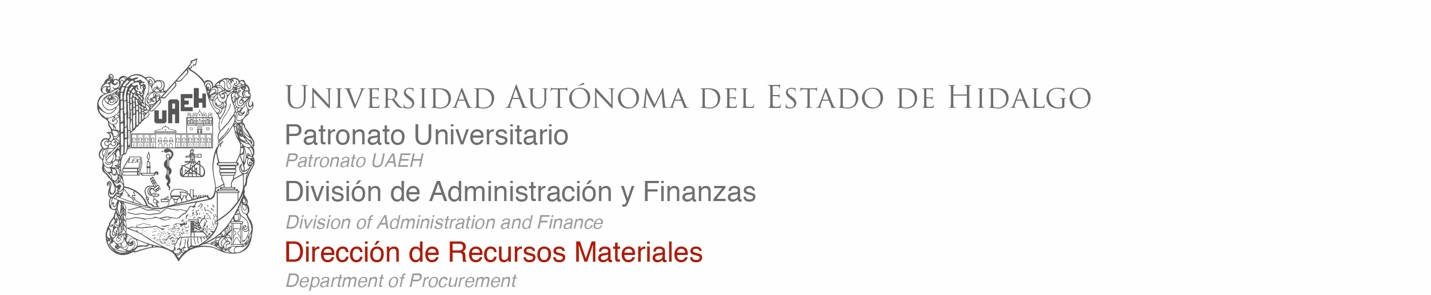 UAEH
UNIVERSIDAD AUTÓNOMA DEL ESTADO DE HIDALGO
Patronato Universitario
Patronato UAEH
División de Administración y Finanzas
Division of Administration and Finance
Dirección de Recursos Materiales
Department of Procurement